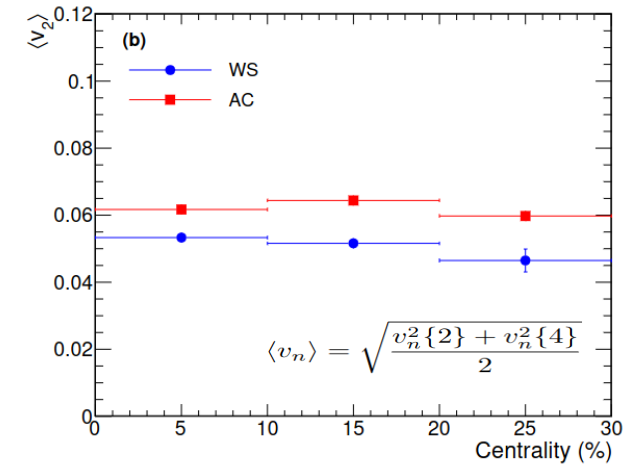 ⟨v₂⟩
(b)
WS
AC
0.12
0.1
0.08
0.06
0.04
0.02
0
⟨vₙ⟩ = √((vₙ²{2} + vₙ²{4})/2)
0 5 10 15 20 25 30
Centrality (%)